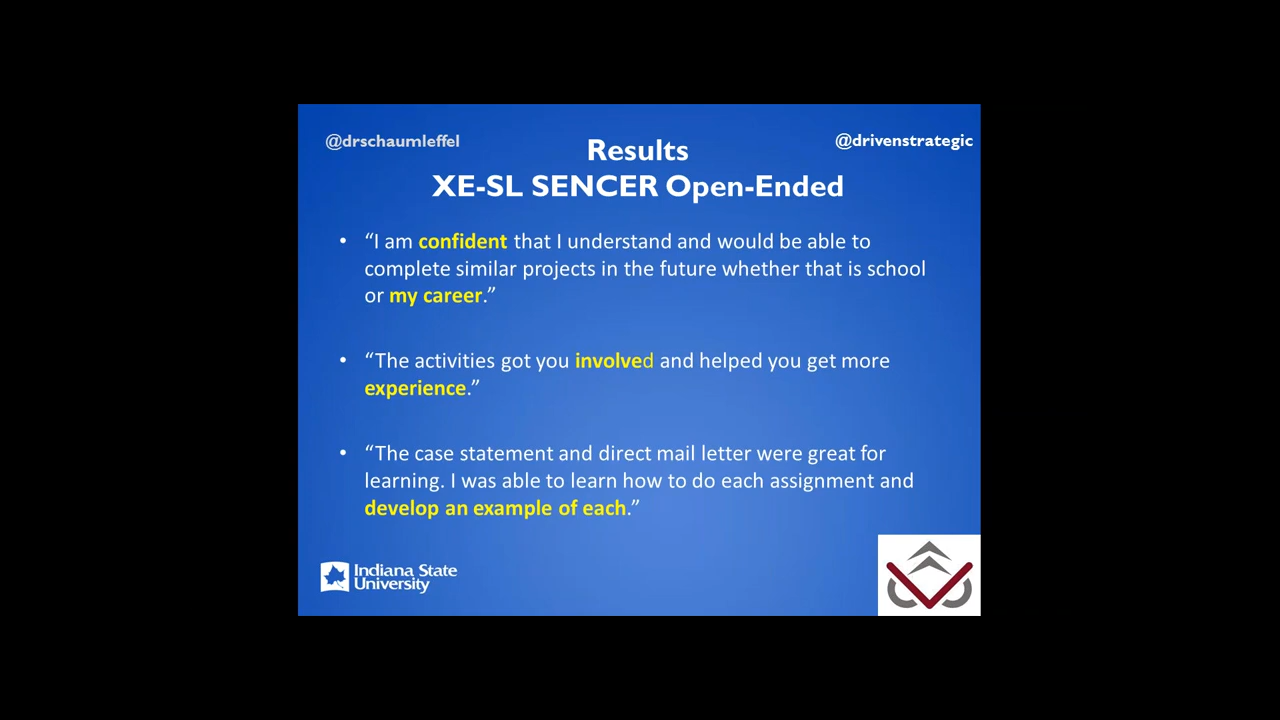 @drschaumleffel
@drivenstrategic
Results
XE-SL SENCER Open-Ended
• “I am confident that I understand and would be able to
complete similar projects in the future whether that is school
or my career.”
• “The activities got you involved and helped you get more
experience.”
• “The case statement and direct mail letter were great for
learning. I was able to learn how to do each assignment and
develop an example of each.”
Indiana State
University